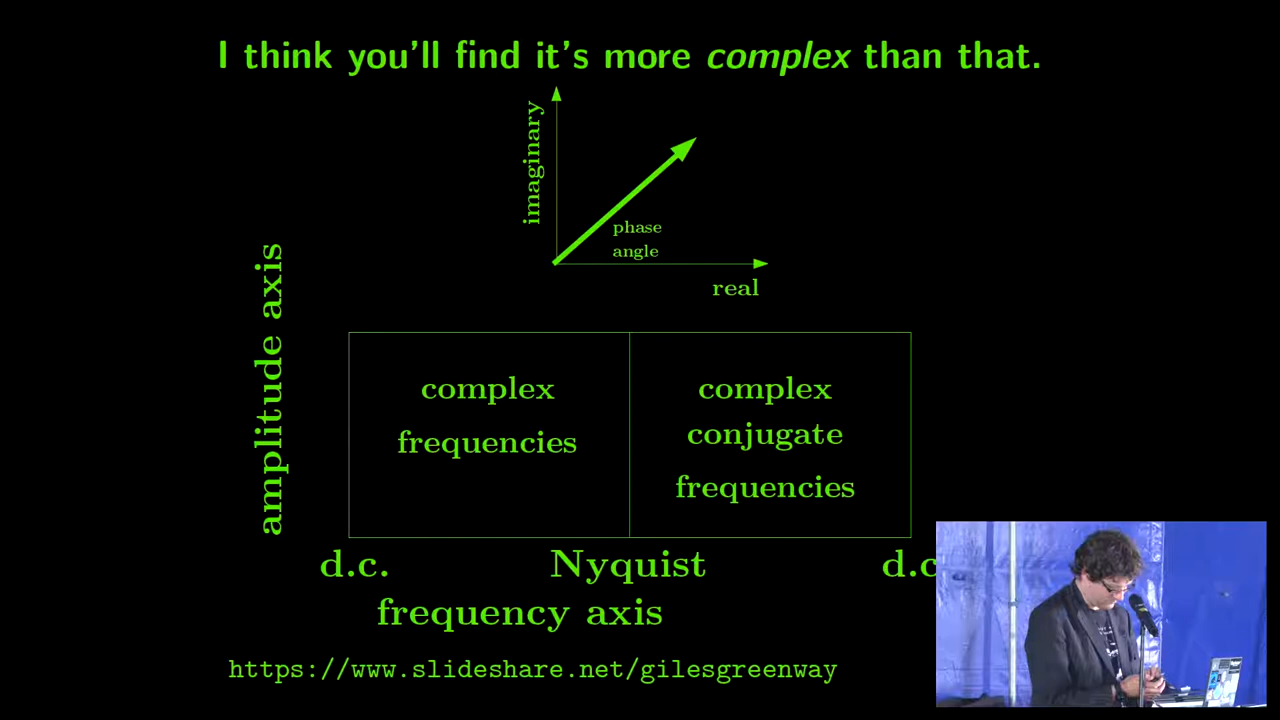 I think you'll find it's more complex than that.
imaginary
phase
angle
real
amplitude axis
complex
frequencies
complex
conjugate
frequencies
d.c.
Nyquist
d.c
frequency axis
https://www.slideshare.net/gilesgreenway